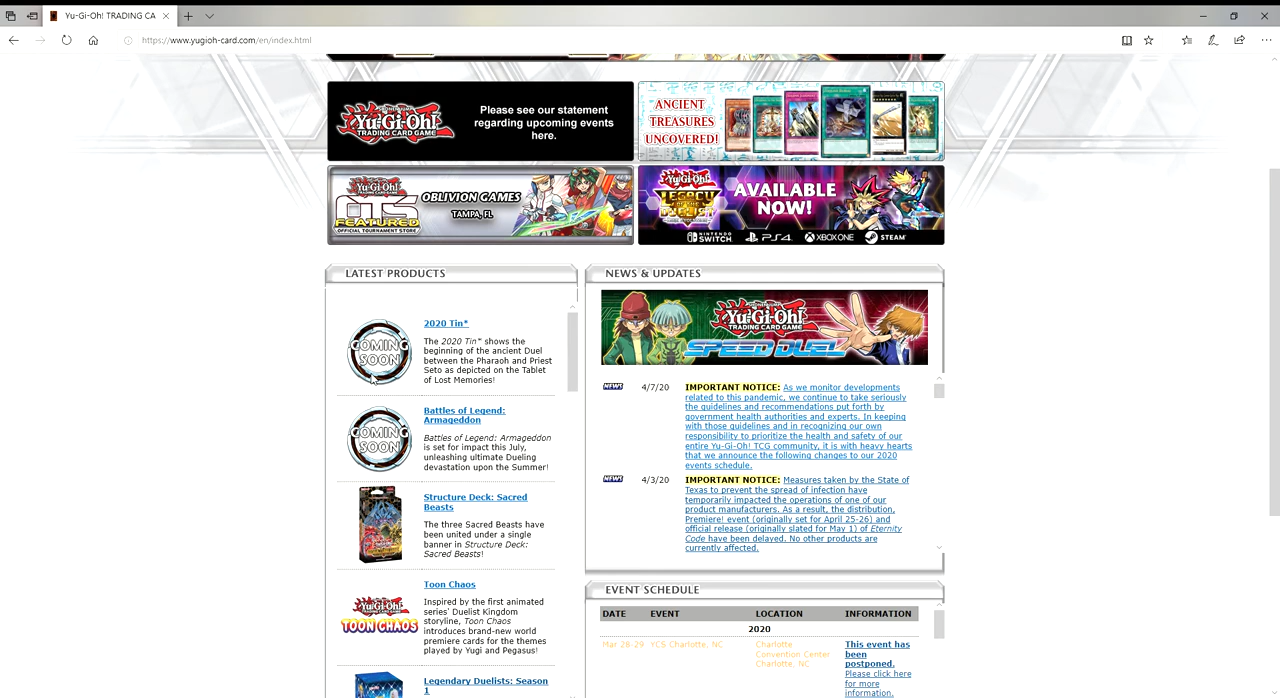 Yu-Gi-Oh! TRADING CA
https://www.yugioh-card.com/en/index.html
Yu-Gi-Oh!
TRADING CARD GAME
Please see our statement
regarding upcoming events
here.
ANCIENT
TREASURES
UNCOVERED!
Yu-Gi-Oh!
TRADING CARD GAME
OTS
FEATURED
OFFICIAL TOURNAMENT STORE
OBLIVION GAMES
TAMPA, FL
Yu-Gi-Oh!
LEGACY
OF THE
DUELIST
AVAILABLE
NOW!
NINTENDO
SWITCH
PS4
XBOX ONE
STEAM
LATEST PRODUCTS
COMING
SOON
2020 Tin*
The 2020 Tin* shows the
beginning of the ancient Duel
between the Pharaoh and Priest
Seto as depicted on the Tablet
of Lost Memories!
COMING
SOON
Battles of Legend:
Armageddon
Battles of Legend: Armageddon
is set for impact this July,
unleashing ultimate Dueling
devastation upon the Summer!
Structure Deck: Sacred
Beasts
The three Sacred Beasts have
been united under a single
banner in Structure Deck:
Sacred Beasts!
Yu-Gi-Oh!
TOON CHAOS
Toon Chaos
Inspired by the first animated
series' Duelist Kingdom
storyline, Toon Chaos
introduces brand-new world
premiere cards for the themes
played by Yugi and Pegasus!
Legendary Duelists: Season
1
NEWS & UPDATES
Yu-Gi-Oh!
TRADING CARD GAME
SPEED DUEL
NEWS 4/7/20 IMPORTANT NOTICE: As we monitor developments
related to this pandemic, we continue to take seriously
the guidelines and recommendations put forth by
government health authorities and experts. In keeping
with those guidelines and in recognizing our own
responsibility to prioritize the health and safety of our
entire Yu-Gi-Oh! TCG community, it is with heavy hearts
that we announce the following changes to our 2020
events schedule.
NEWS 4/3/20 IMPORTANT NOTICE: Measures taken by the State of
Texas to prevent the spread of infection have
temporarily impacted the operations of one of our
product manufacturers. As a result, the distribution,
Premiere! event (originally set for April 25-26) and
official release (originally slated for May 1) of Eternity
Code have been delayed. No other products are
currently affected.
EVENT SCHEDULE
DATE EVENT LOCATION INFORMATION
2020
Mar 28-29 YCS Charlotte, NC Charlotte
Convention Center
Charlotte, NC
This event has
been
postponed.
Please click here
for more
information.